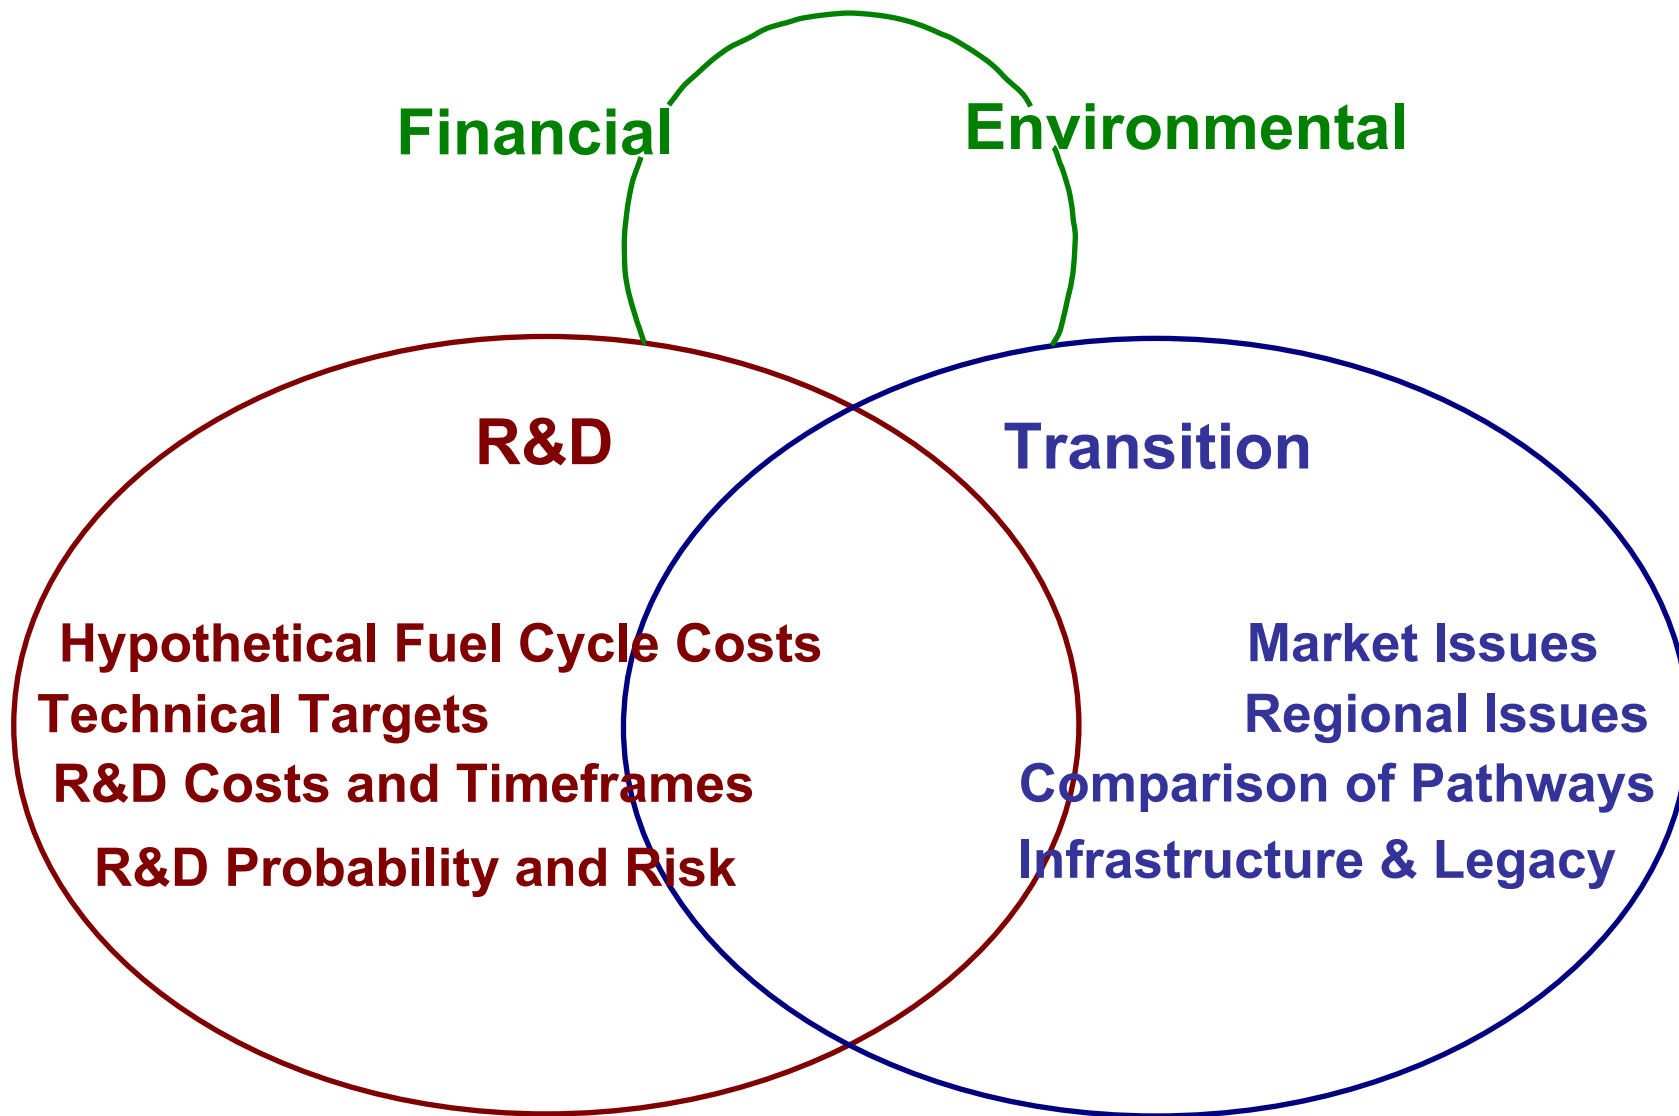 Financial
Environmental
R&D
Transition
Hypothetical Fuel Cycle Costs
Technical Targets
R&D Costs and Timeframes
R&D Probability and Risk
Market Issues
Regional Issues
Comparison of Pathways
Infrastructure & Legacy